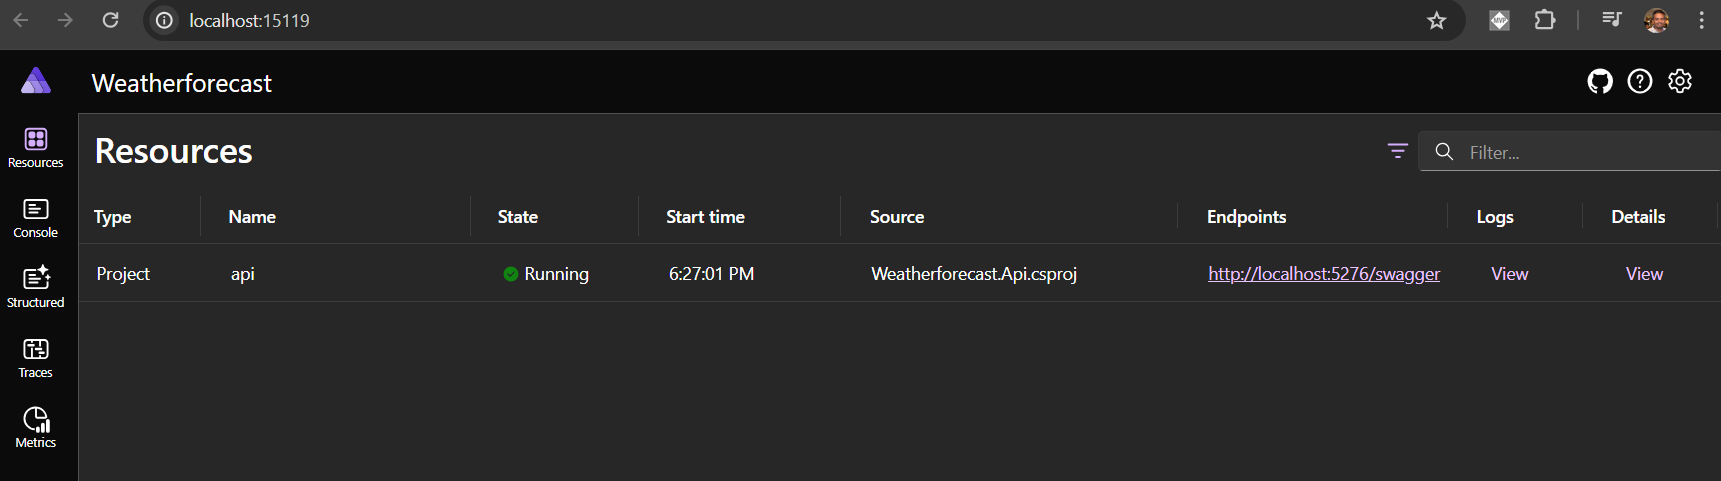 localhost:15119
MVP
Weatherforecast
Resources
Resources
Filter...
Type Name State Start time Source Endpoints Logs Details
Project api Running 6:27:01 PM Weatherforecast.Api.csproj http://localhost:5276/swagger View View
Console
Structured
Traces
Metrics